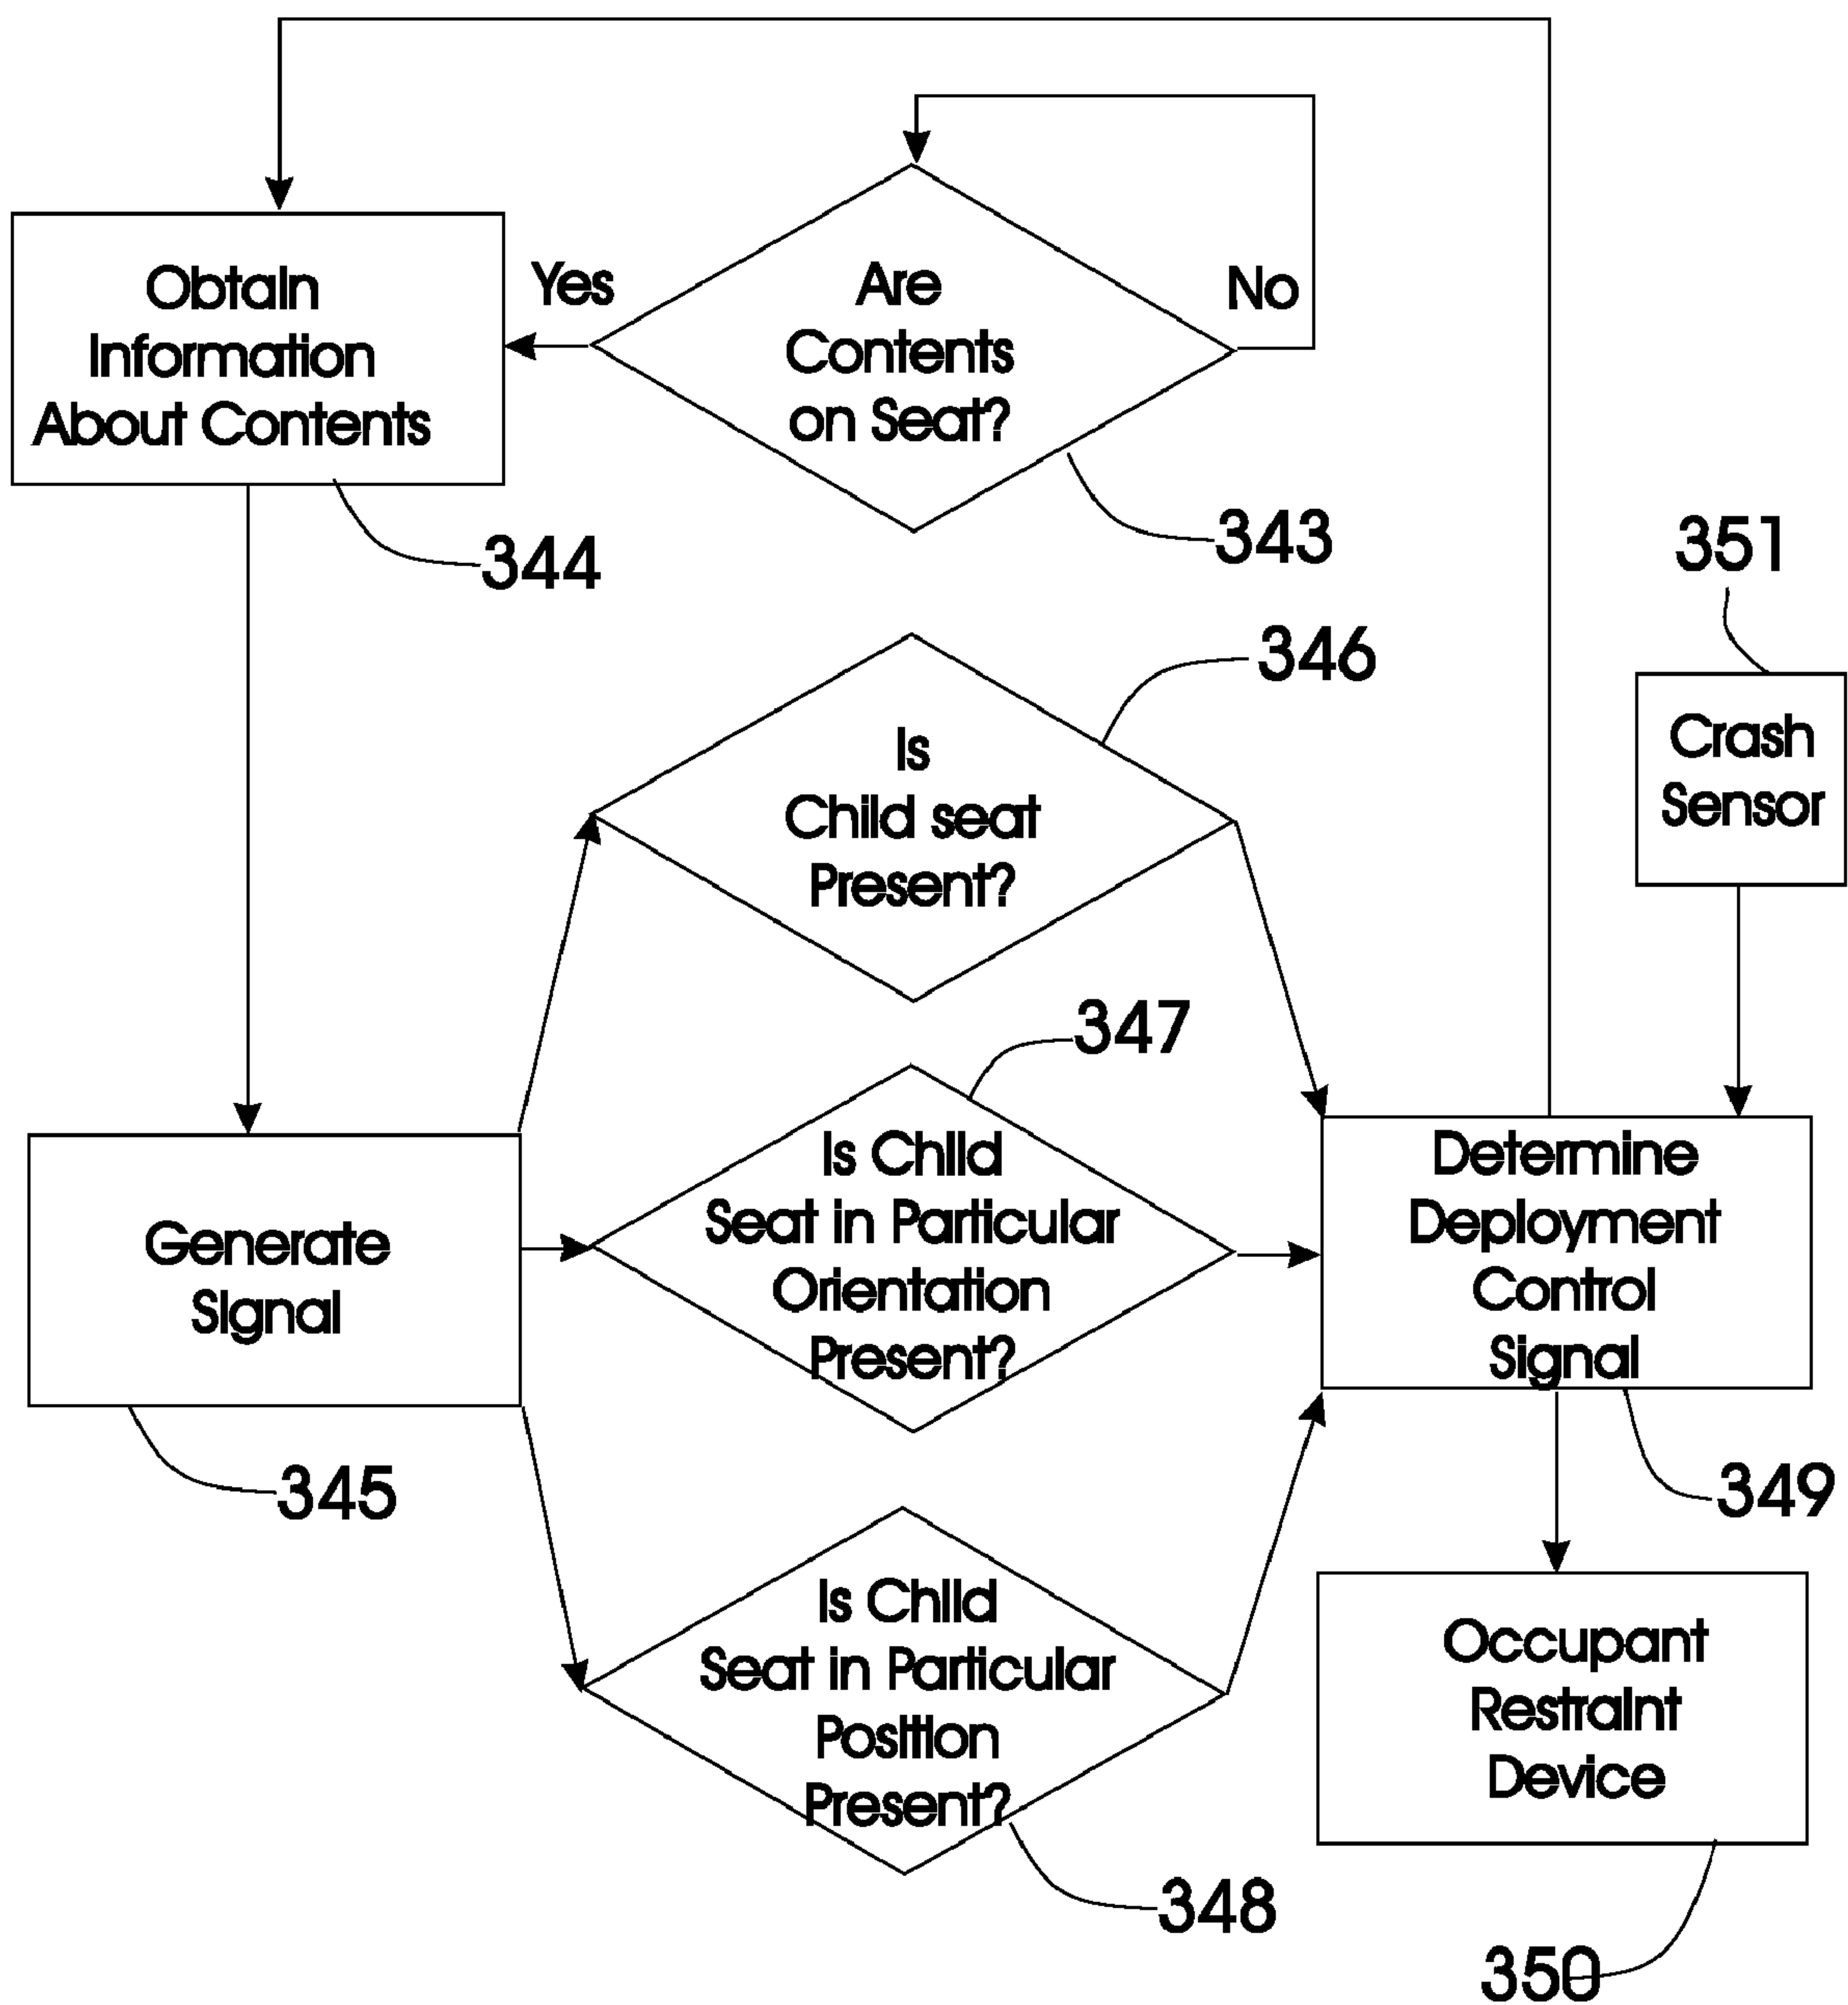 Obtain
Information
About Contents
344
Yes
Are
Contents
on Seat?
No
343
Is
Child seat
Present?
346
351
Crash
Sensor
Generate
Signal
345
Is Child
Seat in Particular
Orientation
Present?
347
Determine
Deployment
Control
Signal
349
Is Child
Seat in Particular
Position
Present?
348
Occupant
Restraint
Device
350